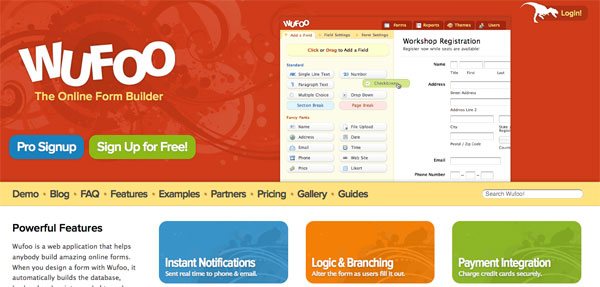 WUFOO
The Online Form Builder
Pro Signup
Sign Up for Free!
WUFOO
Forms
Reports
Themes
Users
Login!
Add a Field
Field Settings
Form Settings
Click or Drag to Add a Field
Standard
Single Line Text
Number
Paragraph Text
Checkboxes
Multiple Choice
Drop Down
Section Break
Page Break
Fancy Pants
Name
File Upload
Address
Date
Email
Time
Phone
Web Site
Price
Likert
Workshop Registration
Register now while seats are available!
Name
Title
First
Last
Address
Street Address
Address Line 2
City
State
Postal / Zip Code
Email
Phone Number
Demo • Blog • FAQ • Features • Examples • Partners • Pricing • Gallery • Guides
Search Wufoo!
Powerful Features
Wufoo is a web application that helps
anybody build amazing online forms.
When you design a form with Wufoo, it
automatically builds the database,
Instant Notifications
Sent real time to phone & email.
Logic & Branching
Alter the form as users fill it out.
Payment Integration
Charge credit cards securely.